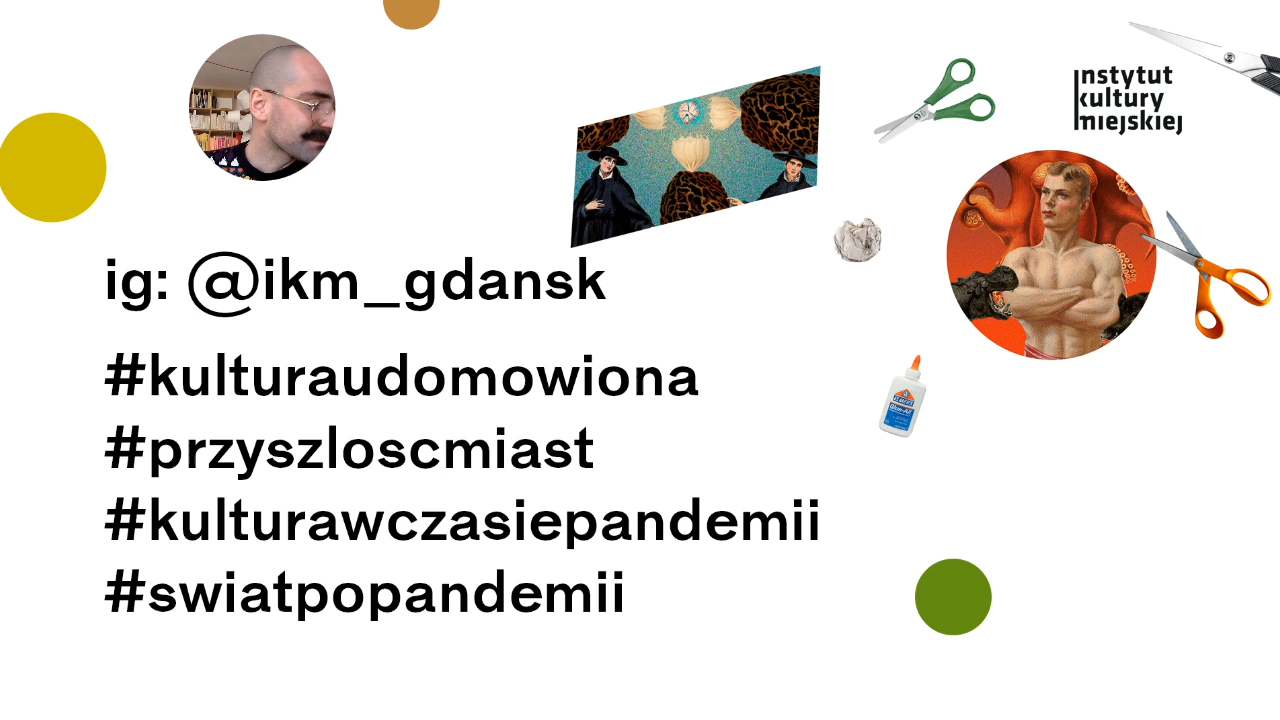 instytut
kultury
miejskiej
ig: @ikm_gdansk
#kulturaudomowiona
#przyszloscmiast
#kulturawczasiepandemii
#swiatpopandemii